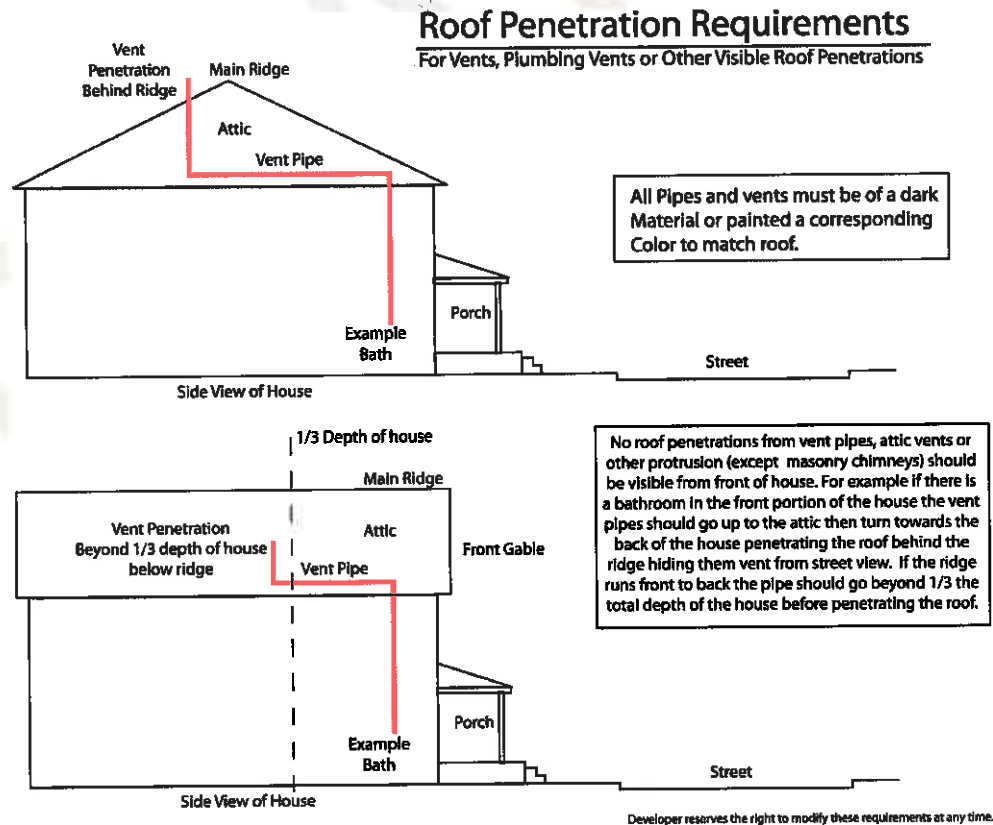 Roof Penetration Requirements
For Vents, Plumbing Vents or Other Visible Roof Penetrations
Vent
Penetration
Behind Ridge
Main Ridge
Attic
Vent Pipe
All Pipes and vents must be of a dark
Material or painted a corresponding
Color to match roof.
Porch
Example
Bath
Street
Side View of House
1/3 Depth of house
Main Ridge
Vent Penetration
Beyond 1/3 depth of house
below ridge
Attic
Vent Pipe
Front Gable
No roof penetrations from vent pipes, attic vents or
other protrusion (except masonry chimneys) should
be visible from front of house. For example if there is
a bathroom in the front portion of the house the vent
pipes should go up to the attic then turn towards the
back of the house penetrating the roof behind the
ridge hiding them vent from street view. If the ridge
runs front to back the pipe should go beyond 1/3 the
total depth of the house before penetrating the roof.
Porch
Example
Bath
Street
Side View of House
Developer reserves the right to modify these requirements at any time.